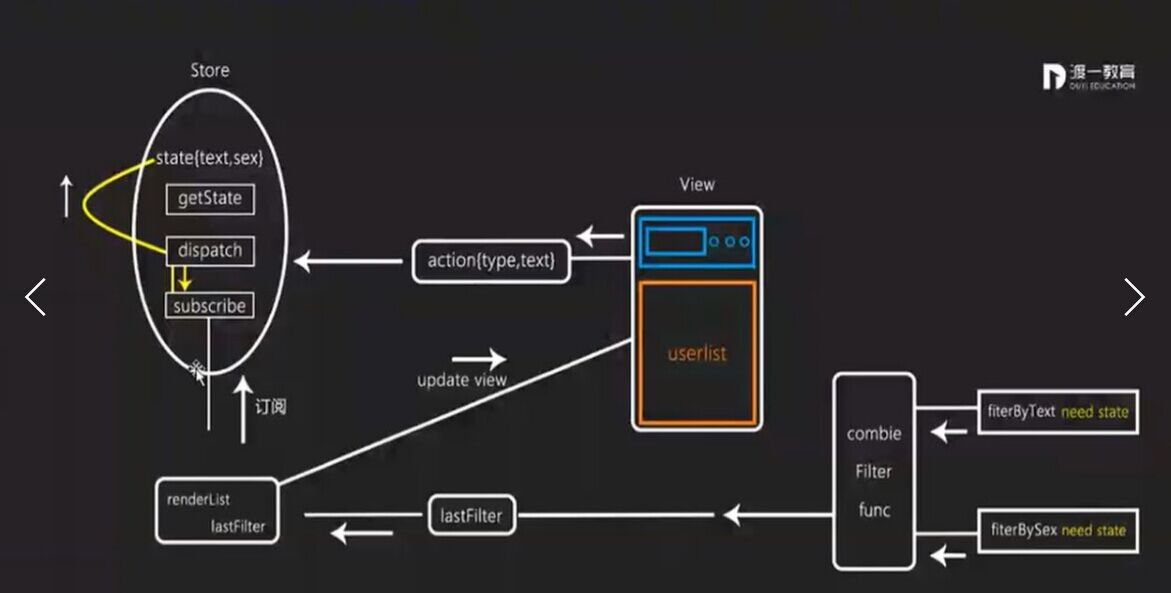 Store
渡一教育
DUYI EDUCATION
state{text,sex}
getState
View
dispatch
action{type,text}
subscribe
userlist
update view
订阅
fiterByText need state
combie
Filter
func
renderList
lastFilter
lastFilter
fiterBySex need state